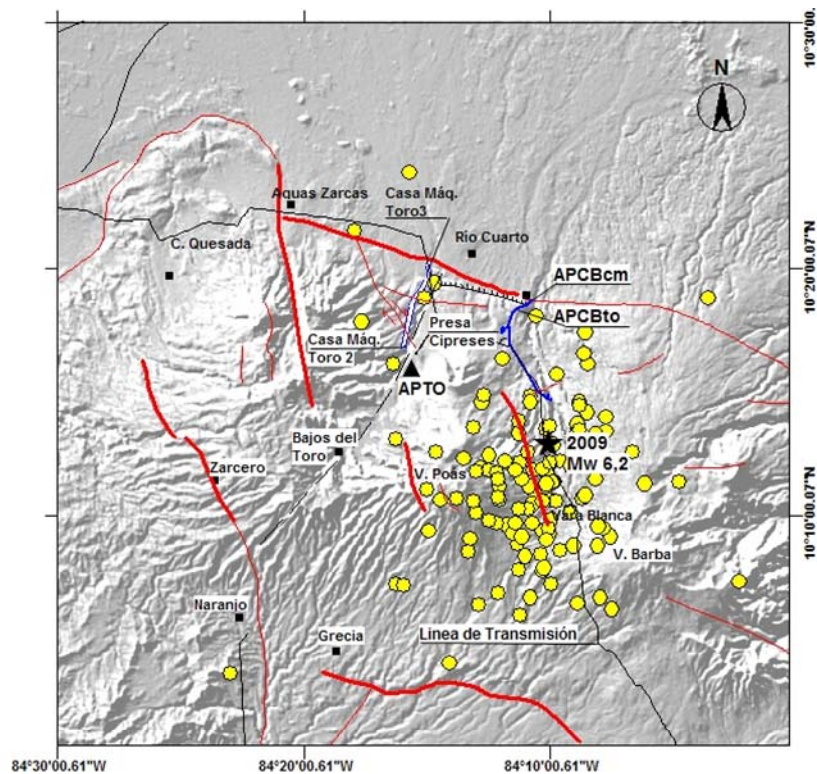 10°30'00.
N
Aquas Zarcas
Casa Máq.
Toro3
Rio Cuarto
C. Quesada
10°20'07"N
APCBcm
APCBto
Presa
Cipreses
Casa Máq.
Toro 2
APTO
Bajos del
Toro
2009
Mw 6,2
Zarcero
V. Poás
Vara Blanca
10°10'07"N
V. Barba
Naranjo
Grecia
Linea de Transmisión
84°30'00.61"W
84°20'00.61"W
84°10'00.61"W